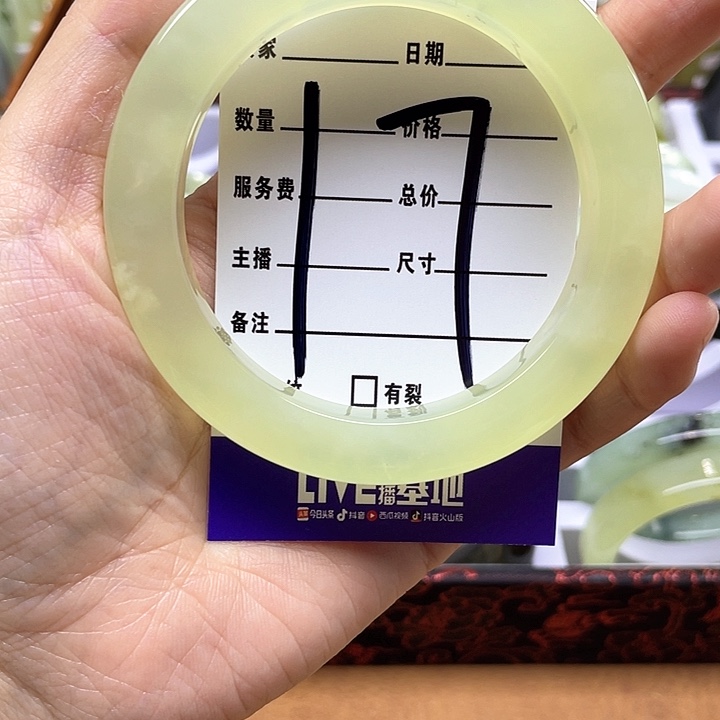 家 日期
数量 价格
服务费 总价
主播 尺寸
备注
17
有裂
LIVE播基地
今日头条 抖音 西瓜视频 抖音火山版